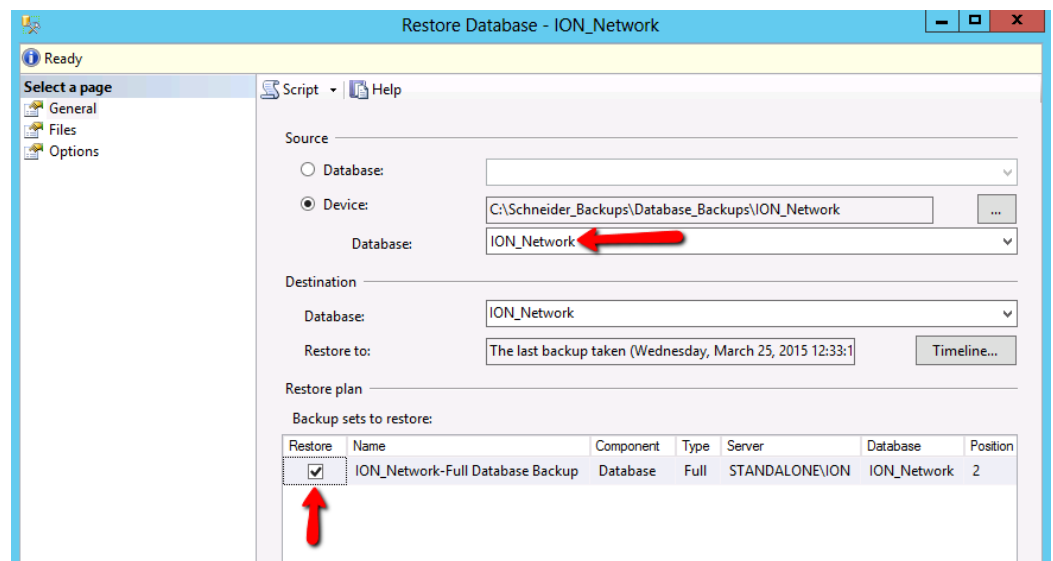 Restore Database - ION_Network
Ready
Select a page
General
Files
Options
Script
Help
Source
Database:
Device:
C:\Schneider_Backups\Database_Backups\ION_Network
...
Database:
ION_Network
Destination
Database:
ION_Network
Restore to:
The last backup taken (Wednesday, March 25, 2015 12:33:1
Timeline...
Restore plan
Backup sets to restore:
Restore Name Component Type Server Database Position
ION_Network-Full Database Backup Database Full STANDALONE\ION ION_Network 2